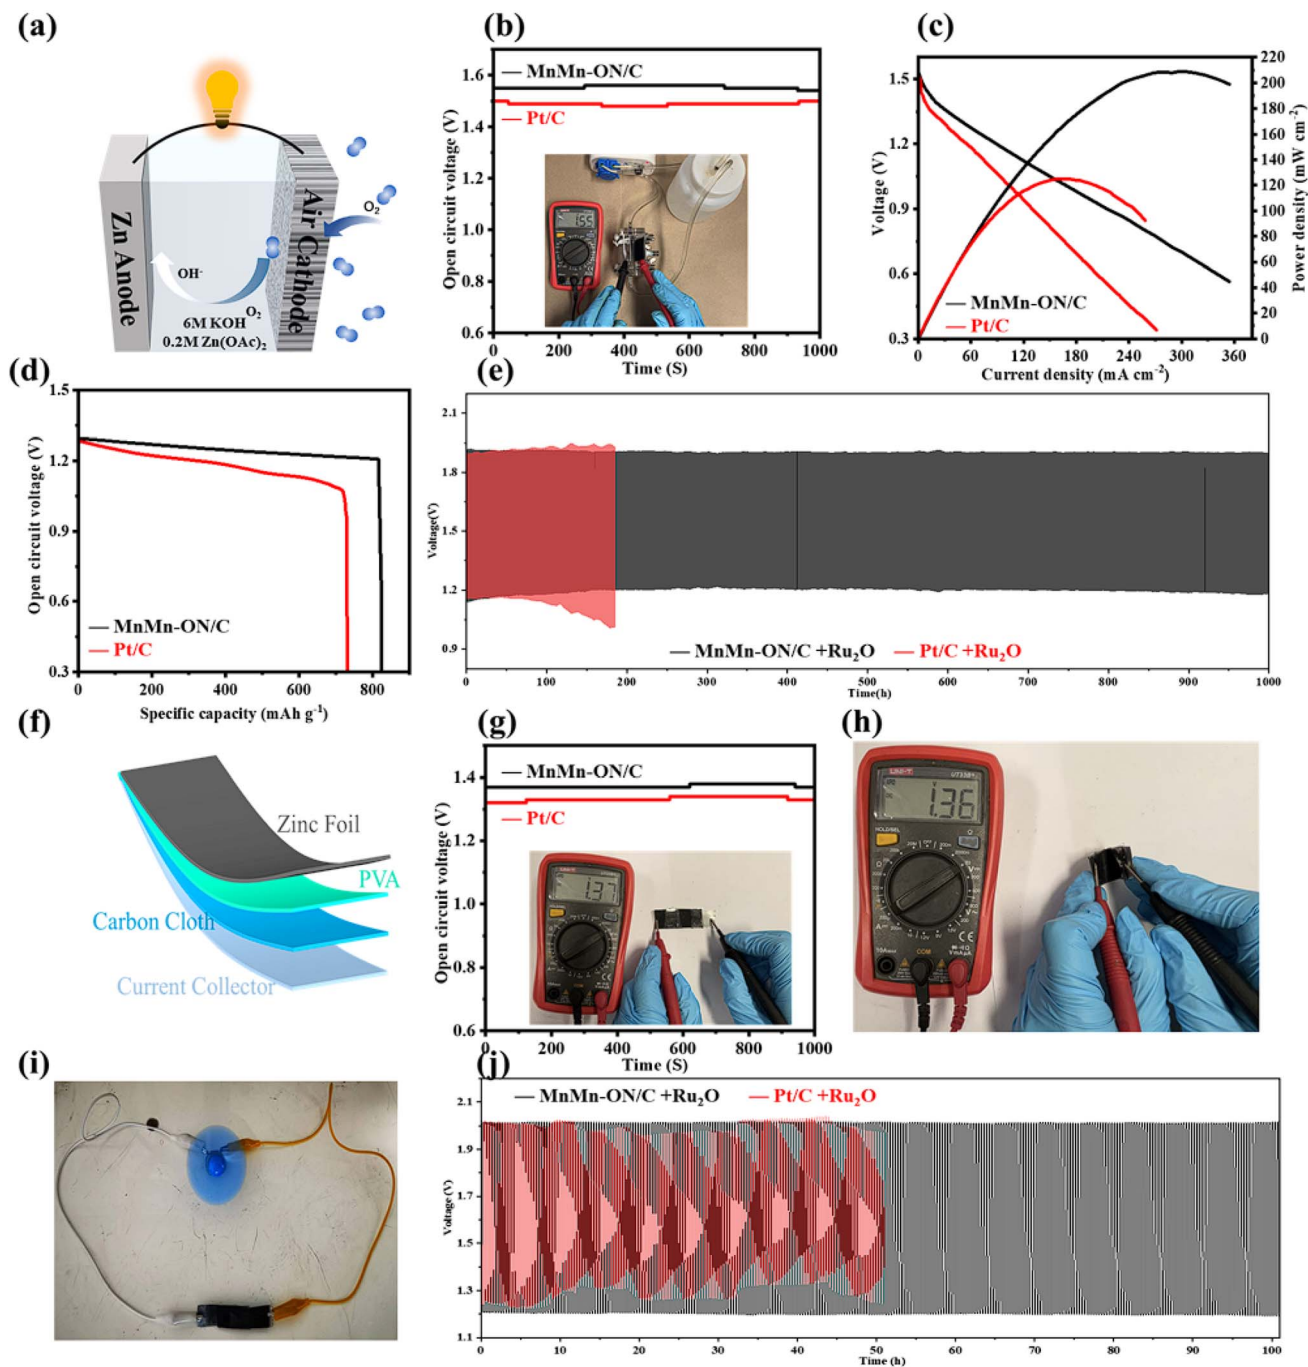 (a)
Zn Anode
Air Cathode
O₂
OH⁻
O₂
6M KOH
0.2M Zn(OAc)₂
(b)
Open circuit voltage (V)
1.6
1.4
1.2
1.0
0.8
0.6
MnMn-ON/C
Pt/C
1.55
0 200 400 600 800 1000
Time (S)
(c)
Voltage (V)
1.5
1.2
0.9
0.6
0.3
MnMn-ON/C
Pt/C
0 60 120 180 240 300 360
Current density (mA cm⁻²)
220
200
180
160
140
120
100
80
60
40
20
0
Power density (mW cm⁻²)
(d)
Open circuit voltage (V)
1.5
1.2
0.9
0.6
0.3
MnMn-ON/C
Pt/C
0 200 400 600 800
Specific capacity (mAh g⁻¹)
(e)
Voltage(V)
2.1
1.8
1.5
1.2
0.9
MnMn-ON/C +Ru₂O Pt/C +Ru₂O
0 100 200 300 400 500 600 700 800 900 1000
Time(h)
(f)
Zinc Foil
PVA
Carbon Cloth
Current Collector
(g)
Open circuit voltage (V)
1.4
1.2
1.0
0.8
0.6
MnMn-ON/C
Pt/C
1.37
0 200 400 600 800 1000
Time (S)
(h)
UNI-T
1.36
HOLD/SEL
COM
(i)
(j)
Voltage(V)
2.1
1.9
1.7
1.5
1.3
1.1
MnMn-ON/C +Ru₂O Pt/C +Ru₂O
0 10 20 30 40 50 60 70 80 90 100
Time (h)